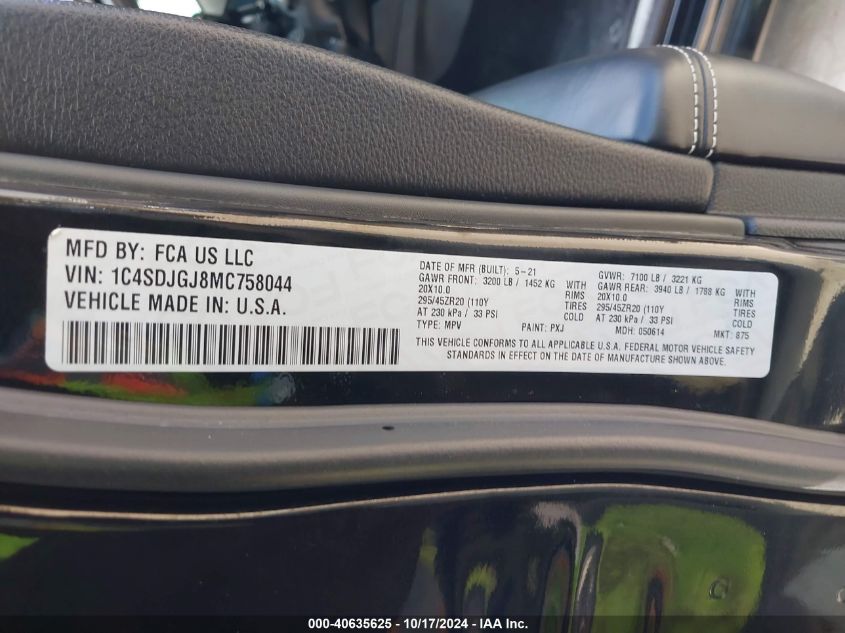 MFD BY: FCA US LLC
VIN: 1C4SDJGJ8MC758044
VEHICLE MADE IN: U.S.A.
DATE OF MFR (BUILT): 5-21
GVWR: 7100 LB / 3221 KG
GAWR FRONT: 3200 LB / 1452 KG WITH
GAWR REAR: 3940 LB / 1788 KG WITH
20X10.0 RIMS
20X10.0 RIMS
295/45ZR20 (110Y TIRES
295/45ZR20 (110Y TIRES
AT 230 kPa / 33 PSI COLD
AT 230 kPa / 33 PSI COLD
TYPE: MPV PAINT: PXJ MDH: 050614 MKT: 875
THIS VEHICLE COMPLIES TO ALL APPLICABLE U.S.A. FEDERAL MOTOR VEHICLE SAFETY
STANDARDS IN EFFECT ON THE DATE OF MANUFACTURE SHOWN ABOVE.
000-40635625 - 10/17/2024 - IAA Inc.